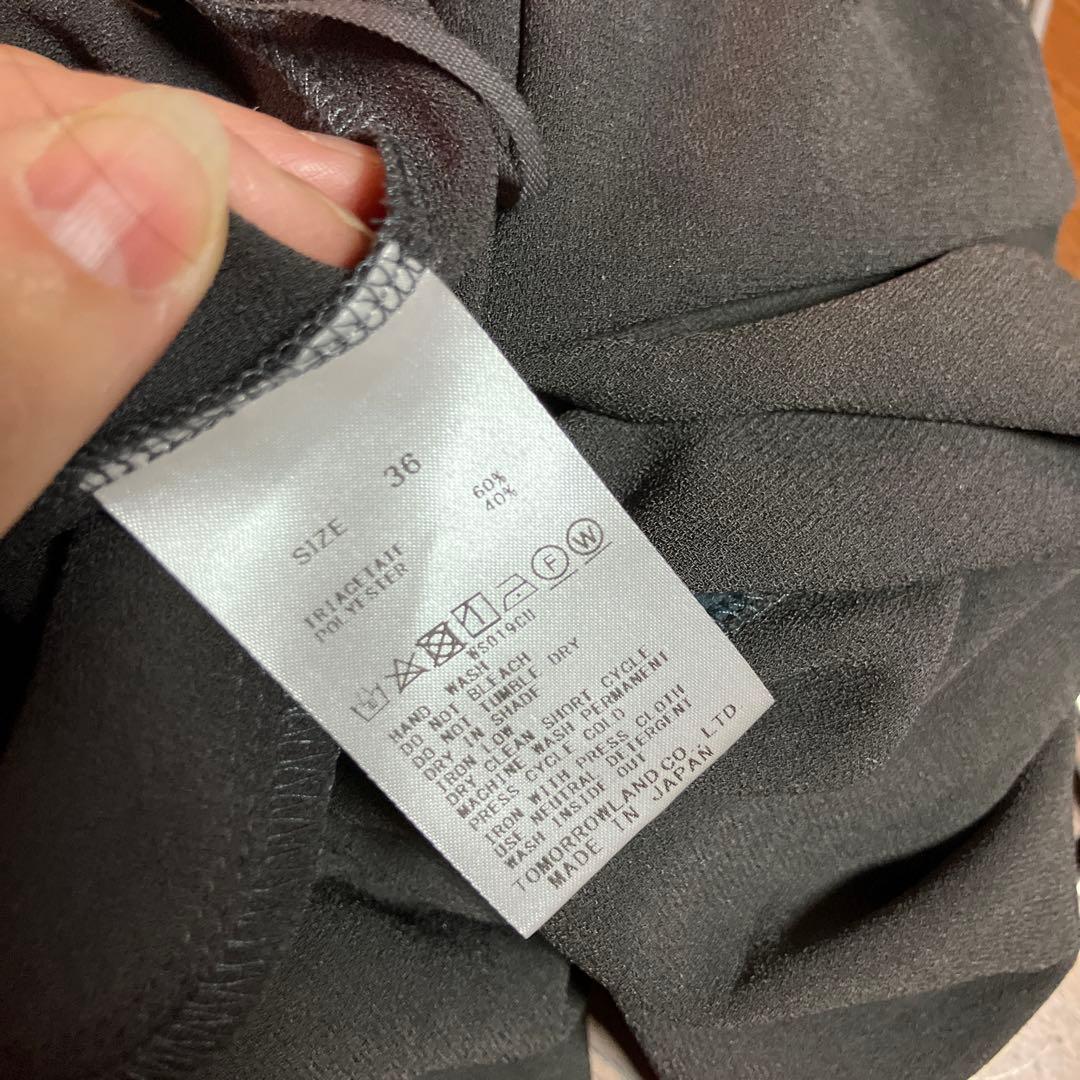 SIZE 36
TRIACETATE 60%
POLYESTER 40%
F W
WS019CH
HAND WASH
DO NOT BLEACH
DO NOT TUMBLE DRY
DRY IN SHADE
IRON LOW
DRY CLEAN SHORT CYCLE
MACHINE WASH PERMANENT
PRESS CYCLE COLD
IRON WITH PRESS CLOTH
USE NEUTRAL DETERGENT
WASH INSIDE OUT
TOMORROWLAND CO., LTD
MADE IN JAPAN